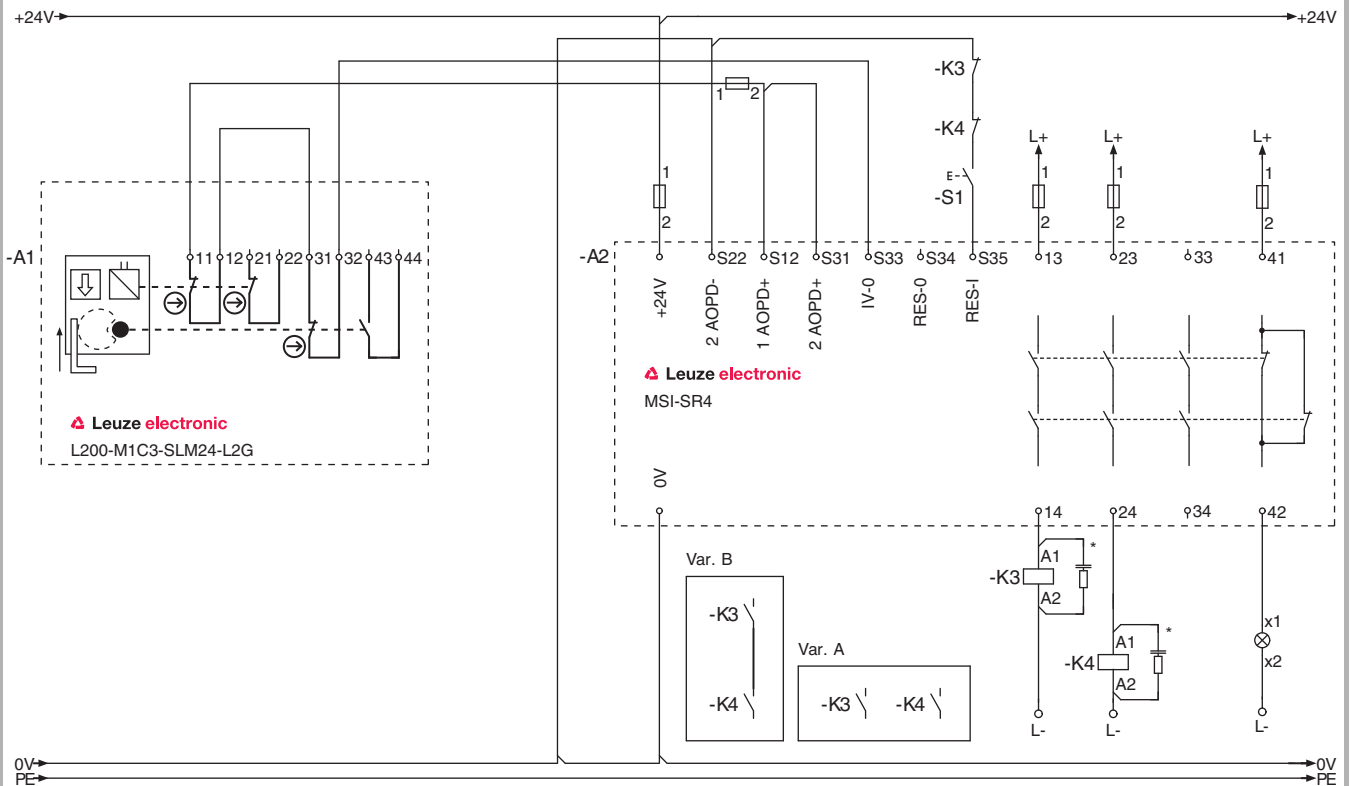 +24V +24V
-K3
1 2
-K4
L+ L+ L+
1 1 1 1
E
-S1
2 2 2 2
-A1 11 12 21 22 31 32 43 44
-A2 S22 S12 S31 S33 S34 S35 13 23 33 41
+24V
2 AOPD-
1 AOPD+
2 AOPD+
IV-0
RES-0
RES-I
Leuze electronic
MSI-SR4
Leuze electronic
L200-M1C3-SLM24-L2G
0V
14 24 34 42
Var. B
-K3
-K4
Var. A
-K3 -K4
A1 *
-K3
A2
A1 *
-K4
A2
x1
x2
L- L- L-
0V 0V
PE PE